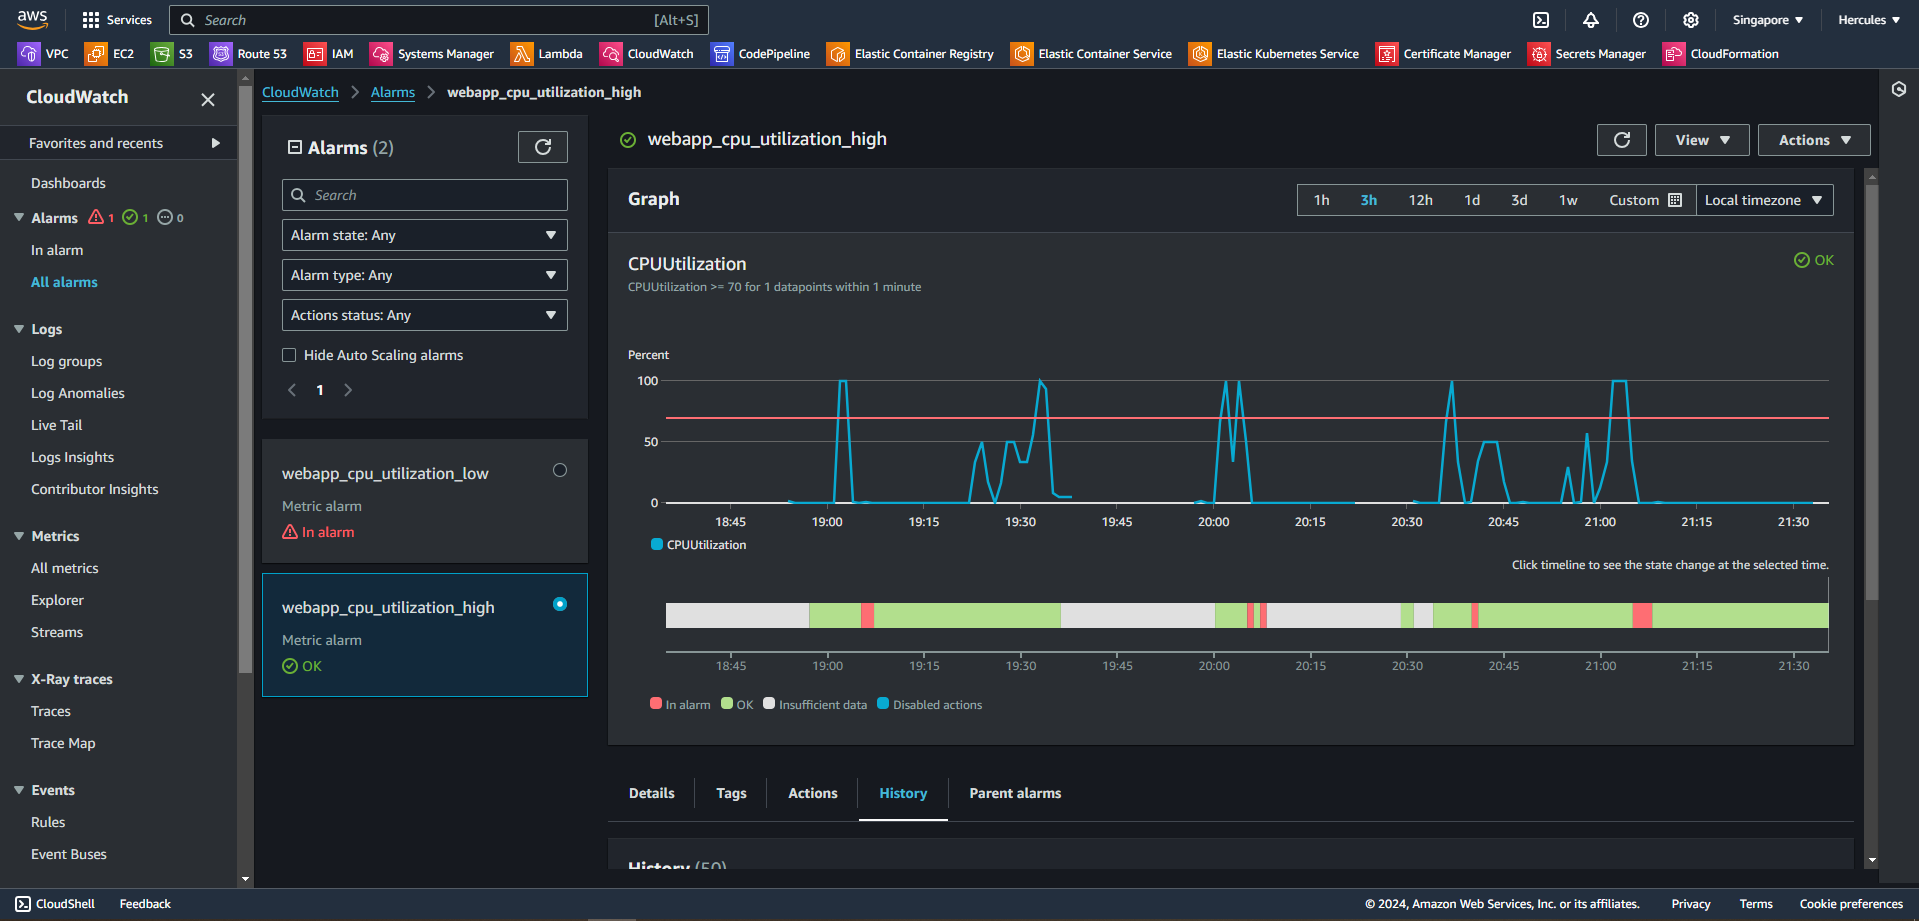 aws Services Search [Alt+S] Singapore Hercules
VPC EC2 S3 Route 53 IAM Systems Manager Lambda CloudWatch CodePipeline Elastic Container Registry Elastic Container Service Elastic Kubernetes Service Certificate Manager Secrets Manager CloudFormation
CloudWatch
Favorites and recents
Dashboards
Alarms 1 1 0
In alarm
All alarms
Logs
Log groups
Log Anomalies
Live Tail
Logs Insights
Contributor Insights
Metrics
All metrics
Explorer
Streams
X-Ray traces
Traces
Trace Map
Events
Rules
Event Buses
CloudWatch Alarms webapp_cpu_utilization_high
Alarms (2)
Search
Alarm state: Any
Alarm type: Any
Actions status: Any
Hide Auto Scaling alarms
1
webapp_cpu_utilization_low
Metric alarm
In alarm
webapp_cpu_utilization_high
Metric alarm
OK
webapp_cpu_utilization_high View Actions
Graph 1h 3h 12h 1d 3d 1w Custom Local timezone
CPUUtilization OK
CPUUtilization >= 70 for 1 datapoints within 1 minute
Percent
100
50
0
18:45 19:00 19:15 19:30 19:45 20:00 20:15 20:30 20:45 21:00 21:15 21:30
CPUUtilization
Click timeline to see the state change at the selected time.
18:45 19:00 19:15 19:30 19:45 20:00 20:15 20:30 20:45 21:00 21:15 21:30
In alarm OK Insufficient data Disabled actions
Details Tags Actions History Parent alarms
History (50)
CloudShell Feedback © 2024, Amazon Web Services, Inc. or its affiliates. Privacy Terms Cookie preferences